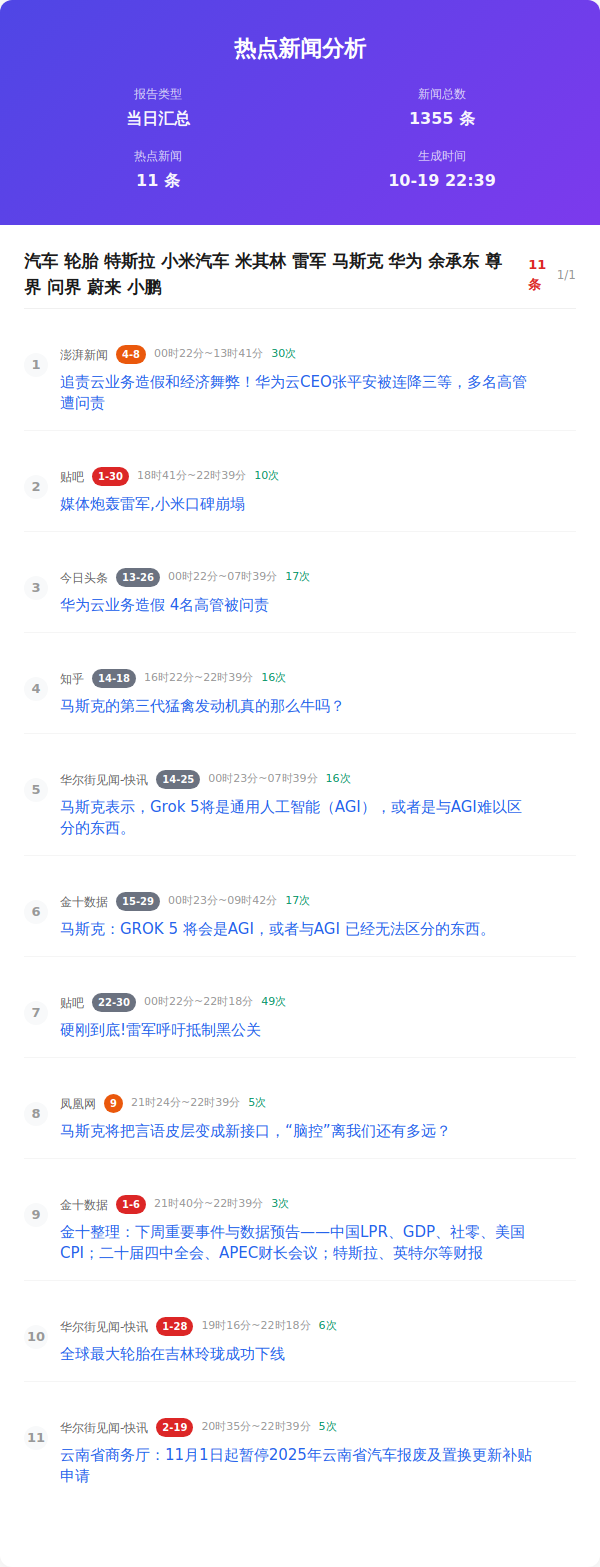 热点新闻分析
报告类型
当日汇总
新闻总数
1355 条
热点新闻
11 条
生成时间
10-19 22:39
汽车 轮胎 特斯拉 小米汽车 米其林 雷军 马斯克 华为 余承东 尊
界 问界 蔚来 小鹏
11
条
1/1
1
澎湃新闻 4-8 00时22分~13时41分 30次
追责云业务造假和经济舞弊！华为云CEO张平安被连降三等，多名高管
遭问责
2
贴吧 1-30 18时41分~22时39分 10次
媒体炮轰雷军,小米口碑崩塌
3
今日头条 13-26 00时22分~07时39分 17次
华为云业务造假 4名高管被问责
4
知乎 14-18 16时22分~22时39分 16次
马斯克的第三代猛禽发动机真的那么牛吗？
5
华尔街见闻-快讯 14-25 00时23分~07时39分 16次
马斯克表示，Grok 5将是通用人工智能（AGI），或者是与AGI难以区
分的东西。
6
金十数据 15-29 00时23分~09时42分 17次
马斯克：GROK 5 将会是AGI，或者与AGI 已经无法区分的东西。
7
贴吧 22-30 00时22分~22时18分 49次
硬刚到底!雷军呼吁抵制黑公关
8
凤凰网 9 21时24分~22时39分 5次
马斯克将把言语皮层变成新接口，“脑控”离我们还有多远？
9
金十数据 1-6 21时40分~22时39分 3次
金十整理：下周重要事件与数据预告——中国LPR、GDP、社零、美国
CPI；二十届四中全会、APEC财长会议；特斯拉、英特尔等财报
10
华尔街见闻-快讯 1-28 19时16分~22时18分 6次
全球最大轮胎在吉林玲珑成功下线
11
华尔街见闻-快讯 2-19 20时35分~22时39分 5次
云南省商务厅：11月1日起暂停2025年云南省汽车报废及置换更新补贴
申请